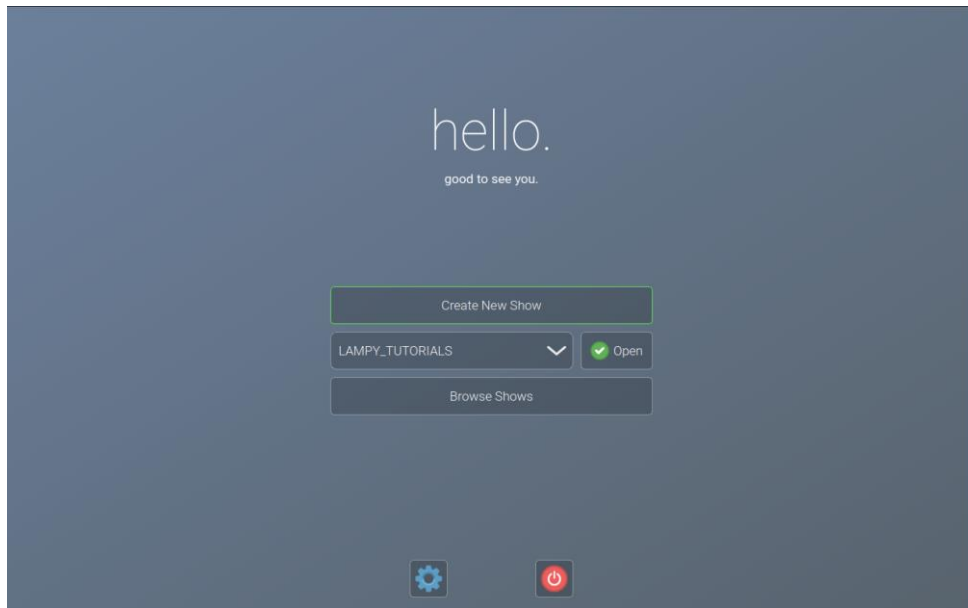 hello.
good to see you.
Create New Show
LAMPY_TUTORIALS
Open
Browse Shows